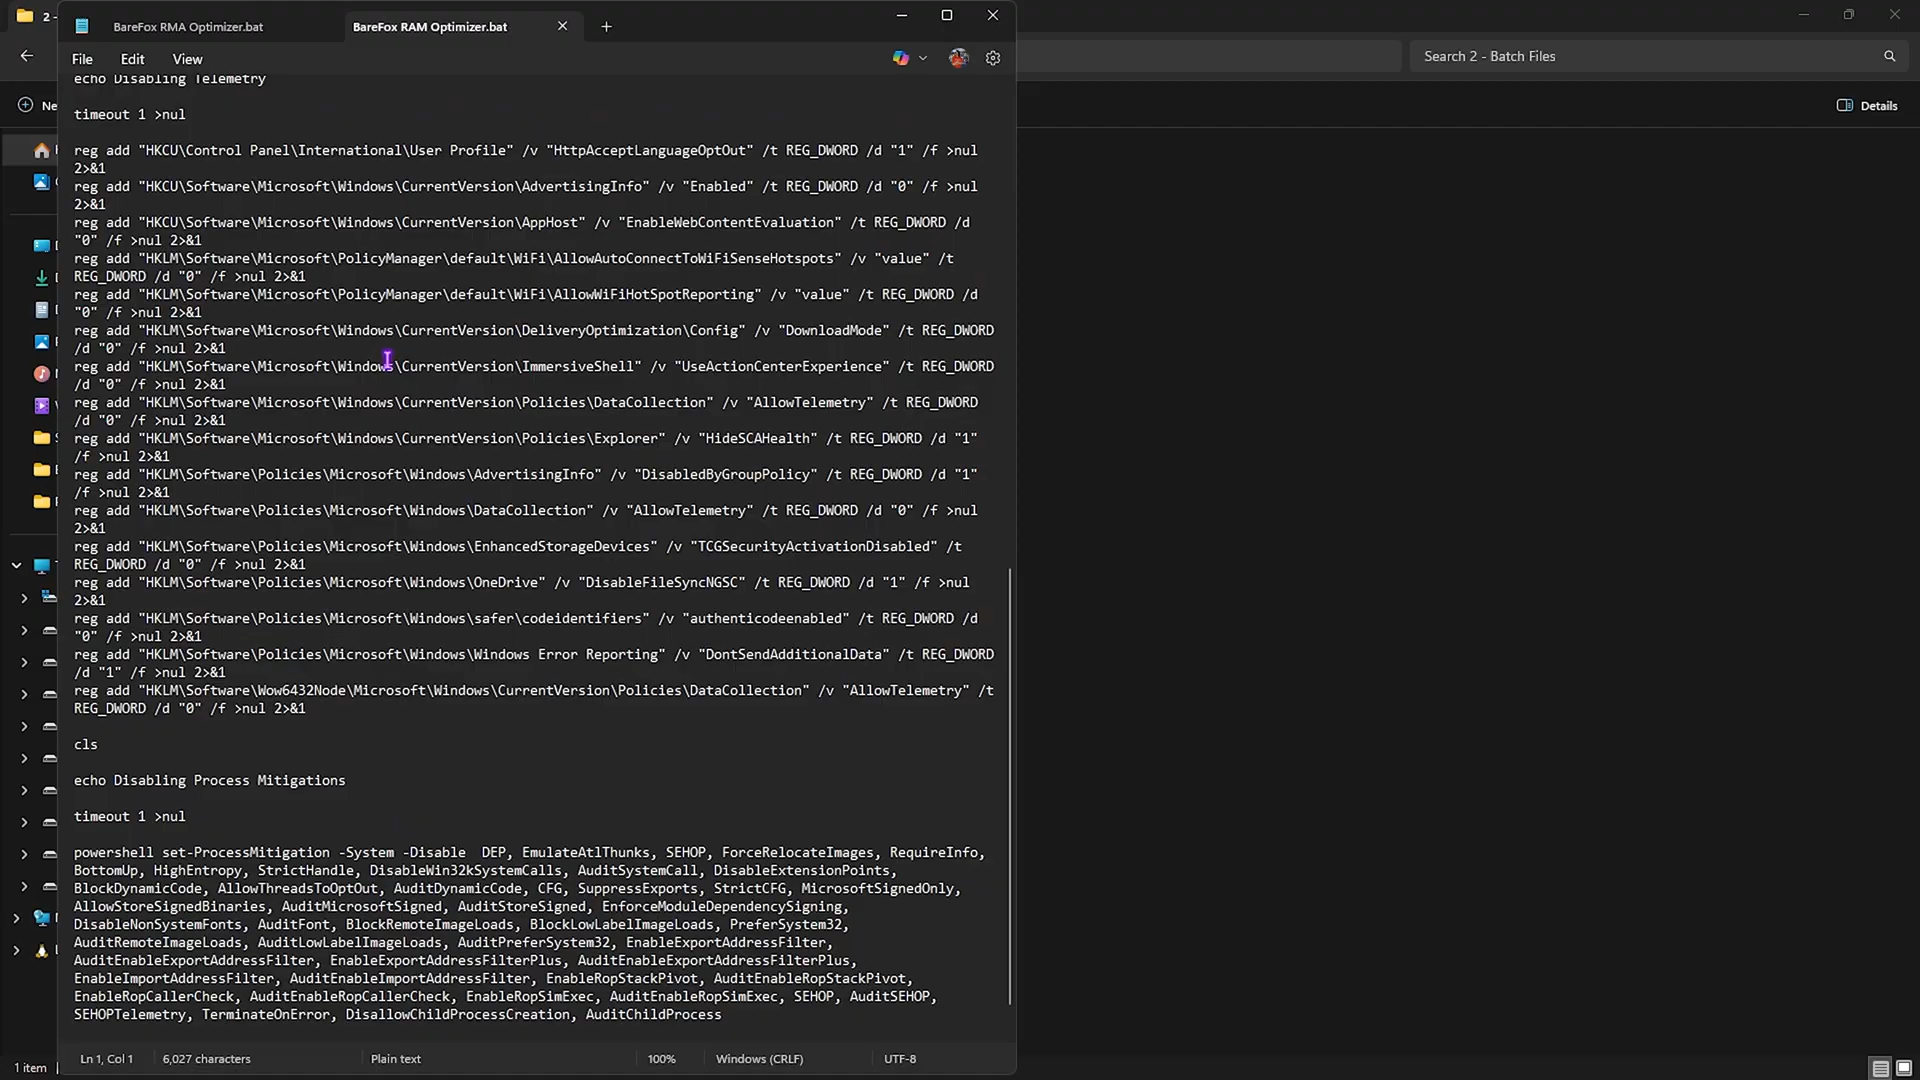 2 -
BareFox RMA Optimizer.bat
BareFox RAM Optimizer.bat
File Edit View
Search 2 - Batch Files
Details
echo Disabling Telemetry
timeout 1 >nul
reg add "HKCU\Control Panel\International\User Profile" /v "HttpAcceptLanguageOptOut" /t REG_DWORD /d "1" /f >nul
2>&1
reg add "HKCU\Software\Microsoft\Windows\CurrentVersion\AdvertisingInfo" /v "Enabled" /t REG_DWORD /d "0" /f >nul
2>&1
reg add "HKCU\Software\Microsoft\Windows\CurrentVersion\AppHost" /v "EnableWebContentEvaluation" /t REG_DWORD /d
"0" /f >nul 2>&1
reg add "HKLM\Software\Microsoft\PolicyManager\default\WiFi\AllowAutoConnectToWiFiSenseHotspots" /v "value" /t
REG_DWORD /d "0" /f >nul 2>&1
reg add "HKLM\Software\Microsoft\PolicyManager\default\WiFi\AllowWiFiHotSpotReporting" /v "value" /t REG_DWORD /d
"0" /f >nul 2>&1
reg add "HKLM\Software\Microsoft\Windows\CurrentVersion\DeliveryOptimization\Config" /v "DownloadMode" /t REG_DWORD
/d "0" /f >nul 2>&1
reg add "HKLM\Software\Microsoft\Windows\CurrentVersion\ImmersiveShell" /v "UseActionCenterExperience" /t REG_DWORD
/d "0" /f >nul 2>&1
reg add "HKLM\Software\Microsoft\Windows\CurrentVersion\Policies\DataCollection" /v "AllowTelemetry" /t REG_DWORD
/d "0" /f >nul 2>&1
reg add "HKLM\Software\Microsoft\Windows\CurrentVersion\Policies\Explorer" /v "HideSCAHealth" /t REG_DWORD /d "1"
/f >nul 2>&1
reg add "HKLM\Software\Policies\Microsoft\Windows\AdvertisingInfo" /v "DisabledByGroupPolicy" /t REG_DWORD /d "1"
/f >nul 2>&1
reg add "HKLM\Software\Policies\Microsoft\Windows\DataCollection" /v "AllowTelemetry" /t REG_DWORD /d "0" /f >nul
2>&1
reg add "HKLM\Software\Policies\Microsoft\Windows\EnhancedStorageDevices" /v "TCGSecurityActivationDisabled" /t
REG_DWORD /d "0" /f >nul 2>&1
reg add "HKLM\Software\Policies\Microsoft\Windows\OneDrive" /v "DisableFileSyncNGSC" /t REG_DWORD /d "1" /f >nul
2>&1
reg add "HKLM\Software\Policies\Microsoft\Windows\safer\codeidentifiers" /v "authenticodeenabled" /t REG_DWORD /d
"0" /f >nul 2>&1
reg add "HKLM\Software\Policies\Microsoft\Windows\Windows Error Reporting" /v "DontSendAdditionalData" /t REG_DWORD
/d "1" /f >nul 2>&1
reg add "HKLM\Software\Wow6432Node\Microsoft\Windows\CurrentVersion\Policies\DataCollection" /v "AllowTelemetry" /t
REG_DWORD /d "0" /f >nul 2>&1
cls
echo Disabling Process Mitigations
timeout 1 >nul
powershell set-ProcessMitigation -System -Disable  DEP, EmulateAtlThunks, SEHOP, ForceRelocateImages, RequireInfo,
BottomUp, HighEntropy, StrictHandle, DisableWin32kSystemCalls, AuditSystemCall, DisableExtensionPoints,
BlockDynamicCode, AllowThreadsToOptOut, AuditDynamicCode, CFG, SuppressExports, StrictCFG, MicrosoftSignedOnly,
AllowStoreSignedBinaries, AuditMicrosoftSigned, AuditStoreSigned, EnforceModuleDependencySigning,
DisableNonSystemFonts, AuditFont, BlockRemoteImageLoads, BlockLowLabelImageLoads, PreferSystem32,
AuditRemoteImageLoads, AuditLowLabelImageLoads, AuditPreferSystem32, EnableExportAddressFilter,
AuditEnableExportAddressFilter, EnableExportAddressFilterPlus, AuditEnableExportAddressFilterPlus,
EnableImportAddressFilter, AuditEnableImportAddressFilter, EnableRopStackPivot, AuditEnableRopStackPivot,
EnableRopCallerCheck, AuditEnableRopCallerCheck, EnableRopSimExec, AuditEnableRopSimExec, SEHOP, AuditSEHOP,
SEHOPTelemetry, TerminateOnError, DisallowChildProcessCreation, AuditChildProcess
Ln 1, Col 1 6,027 characters Plain text 100% Windows (CRLF) UTF-8
Ne
1 item